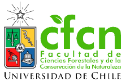 cfcn
Facultad de
Ciencias Forestales y de la
Conservación de la Naturaleza
UNIVERSIDAD DE CHILE